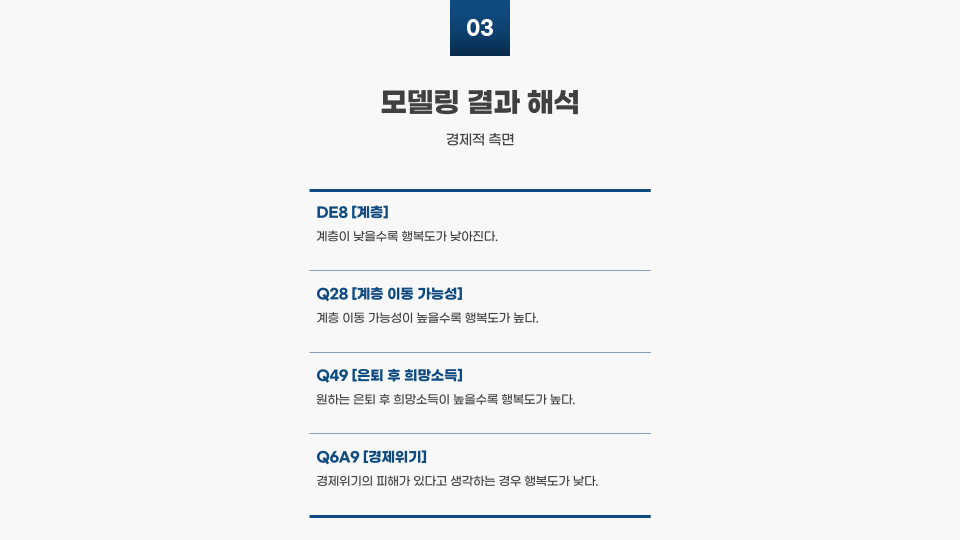 03
모델링 결과 해석
경제적 측면
DE8 [계층]
계층이 낮을수록 행복도가 낮아진다.
Q28 [계층 이동 가능성]
계층 이동 가능성이 높을수록 행복도가 높다.
Q49 [은퇴 후 희망소득]
원하는 은퇴 후 희망소득이 높을수록 행복도가 높다.
Q6A9 [경제위기]
경제위기의 피해가 있다고 생각하는 경우 행복도가 낮다.